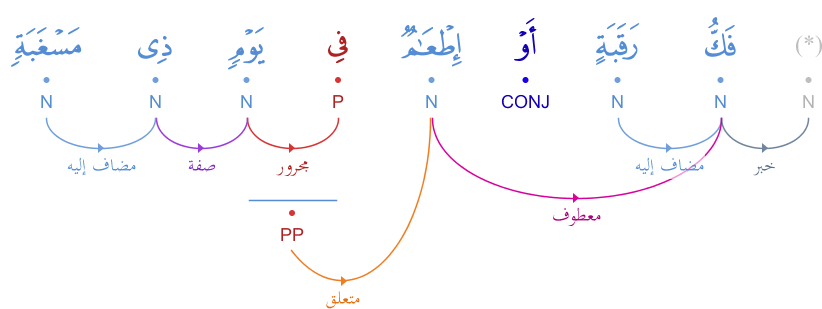 (*) فَكُّ رَقَبَةٍ أَوْ إِطْعَٰمٌ فِى يَوْمٍ ذِى مَسْغَبَةٍ
N N N CONJ N P N N N
خبر مضاف إليه مجرور صفة مضاف إليه
معطوف
PP
متعلق